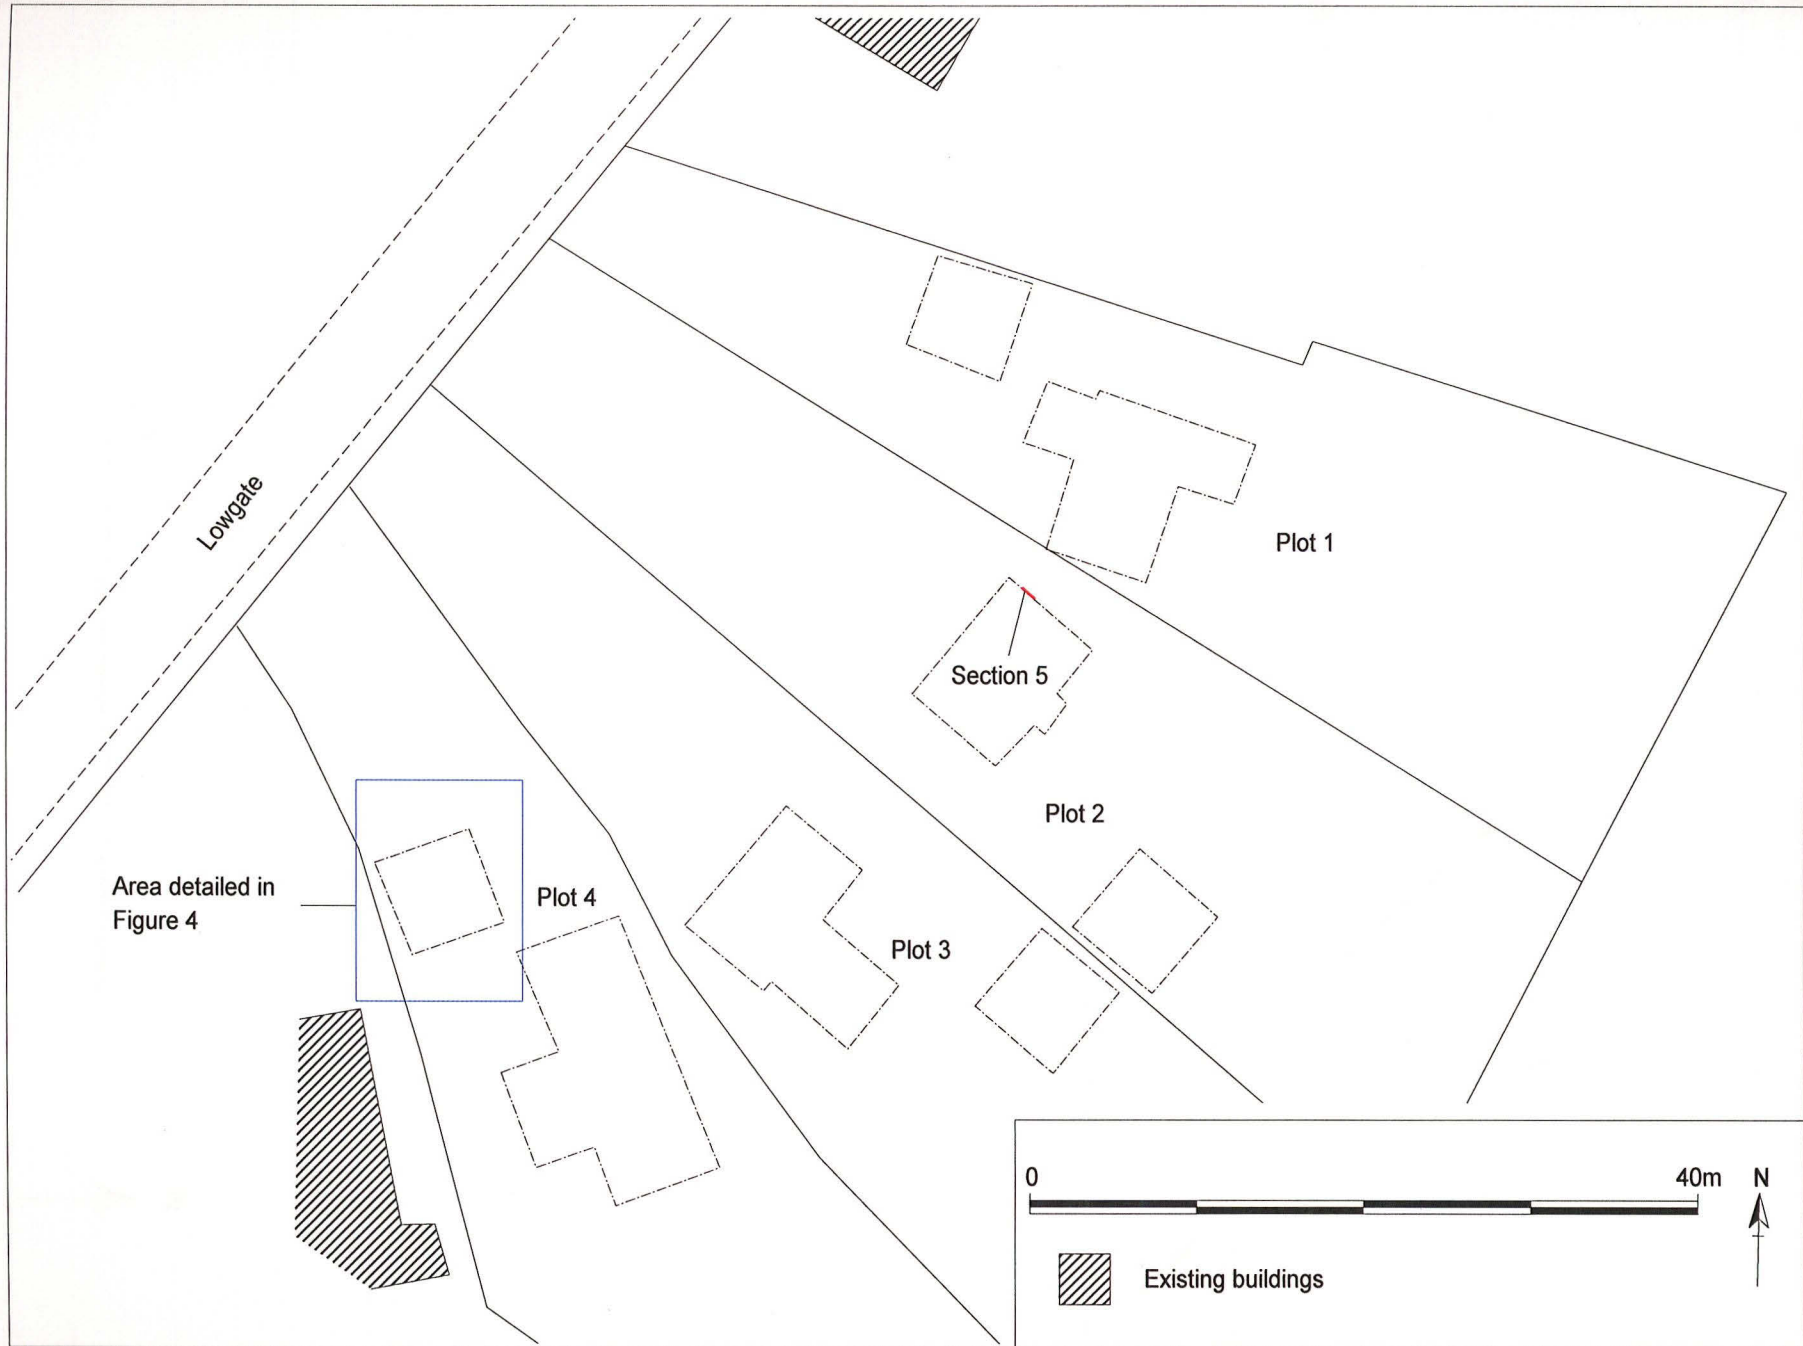 Lowgate
Plot 1
Section 5
Plot 2
Area detailed in
Figure 4
Plot 4
Plot 3
0
40m
N
Existing buildings